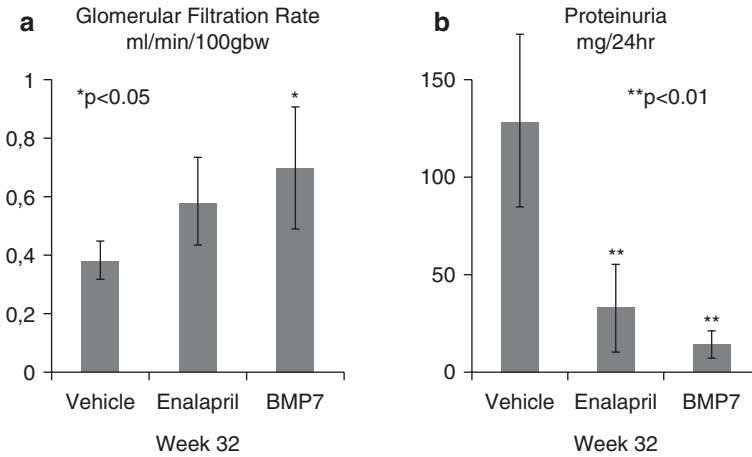 a
Glomerular Filtration Rate
ml/min/100gbw
1
0,8
0,6
0,4
0,2
0
*p<0.05
*
Vehicle Enalapril BMP7
Week 32
b
Proteinuria
mg/24hr
150
100
50
0
**p<0.01
**
**
Vehicle Enalapril BMP7
Week 32